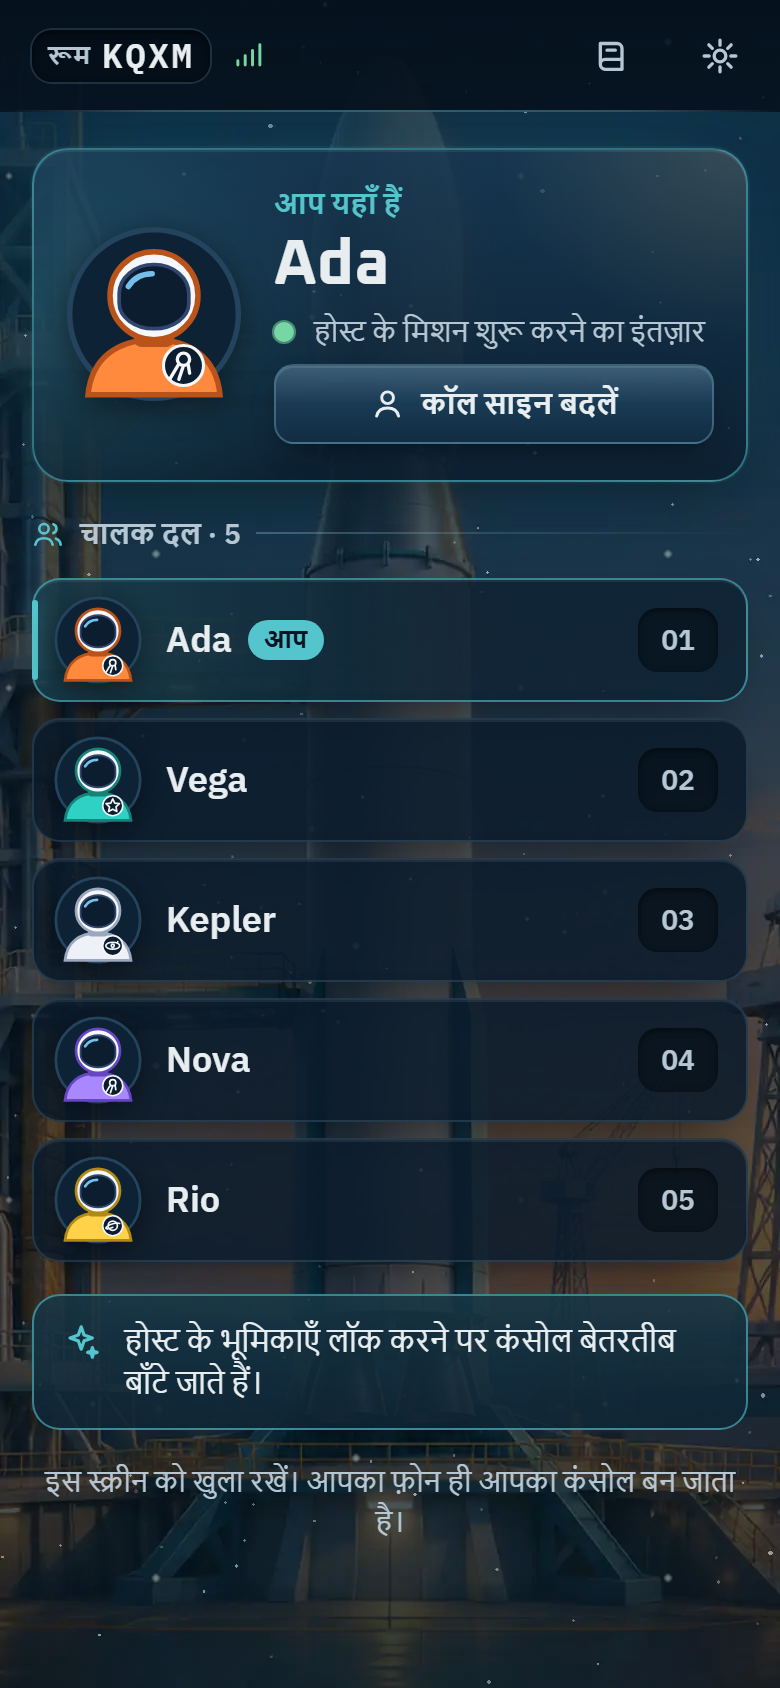 रूम KQXM
आप यहाँ हैं
Ada
होस्ट के मिशन शुरू करने का इंतज़ार
कॉल साइन बदलें
चालक दल · 5
Ada आप 01
Vega 02
Kepler 03
Nova 04
Rio 05
होस्ट के भूमिकाएँ लॉक करने पर कंसोल बेतरतीब
बाँटे जाते हैं।
इस स्क्रीन को खुला रखें। आपका फ़ोन ही आपका कंसोल बन जाता
है।